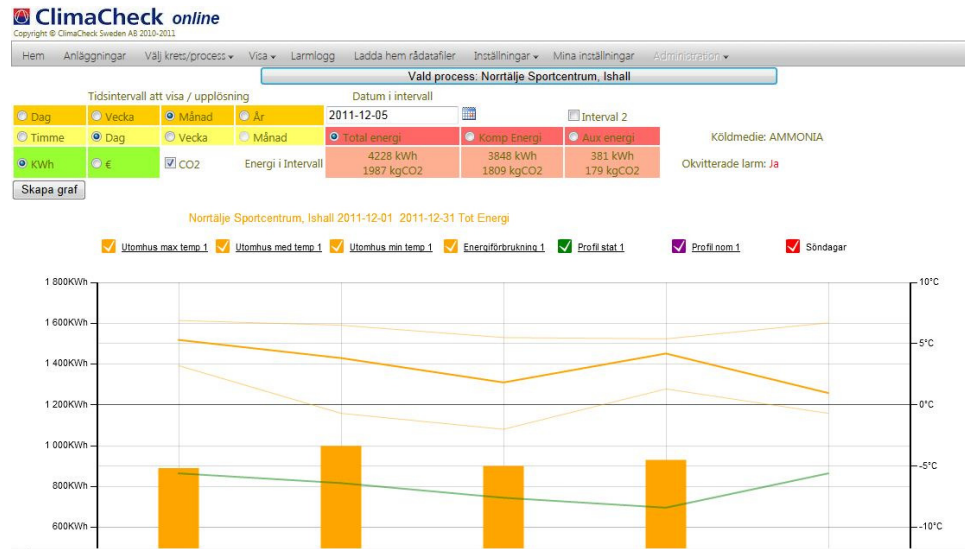 ClimaCheck online
Copyright © ClimaCheck Sweden AB 2010-2011
Hem Anläggningar Välj krets/process Visa Larmlogg Ladda hem rådatafiler Inställningar Mina inställningar Administration
Vald process: Norrtälje Sportcentrum, Ishall
Tidsintervall att visa / upplösning Datum i intervall
Dag Vecka Månad År 2011-12-05 Interval 2
Timme Dag Vecka Månad Total energi Komp Energi Aux energi Köldmedie: AMMONIA
KWh € CO2 Energi i Intervall 4228 kWh 3848 kWh 381 kWh Okvitterade larm: Ja
1987 kgCO2 1809 kgCO2 179 kgCO2
Skapa graf
Norrtälje Sportcentrum, Ishall 2011-12-01 2011-12-31 Tot Energi
Utomhus max temp 1 Utomhus med temp 1 Utomhus min temp 1 Energiförbrukning 1 Profil stat 1 Profil nom 1 Söndagar
1 800KWh 10°C
1 600KWh
5°C
1 400KWh
1 200KWh 0°C
1 000KWh
-5°C
800KWh
600KWh -10°C